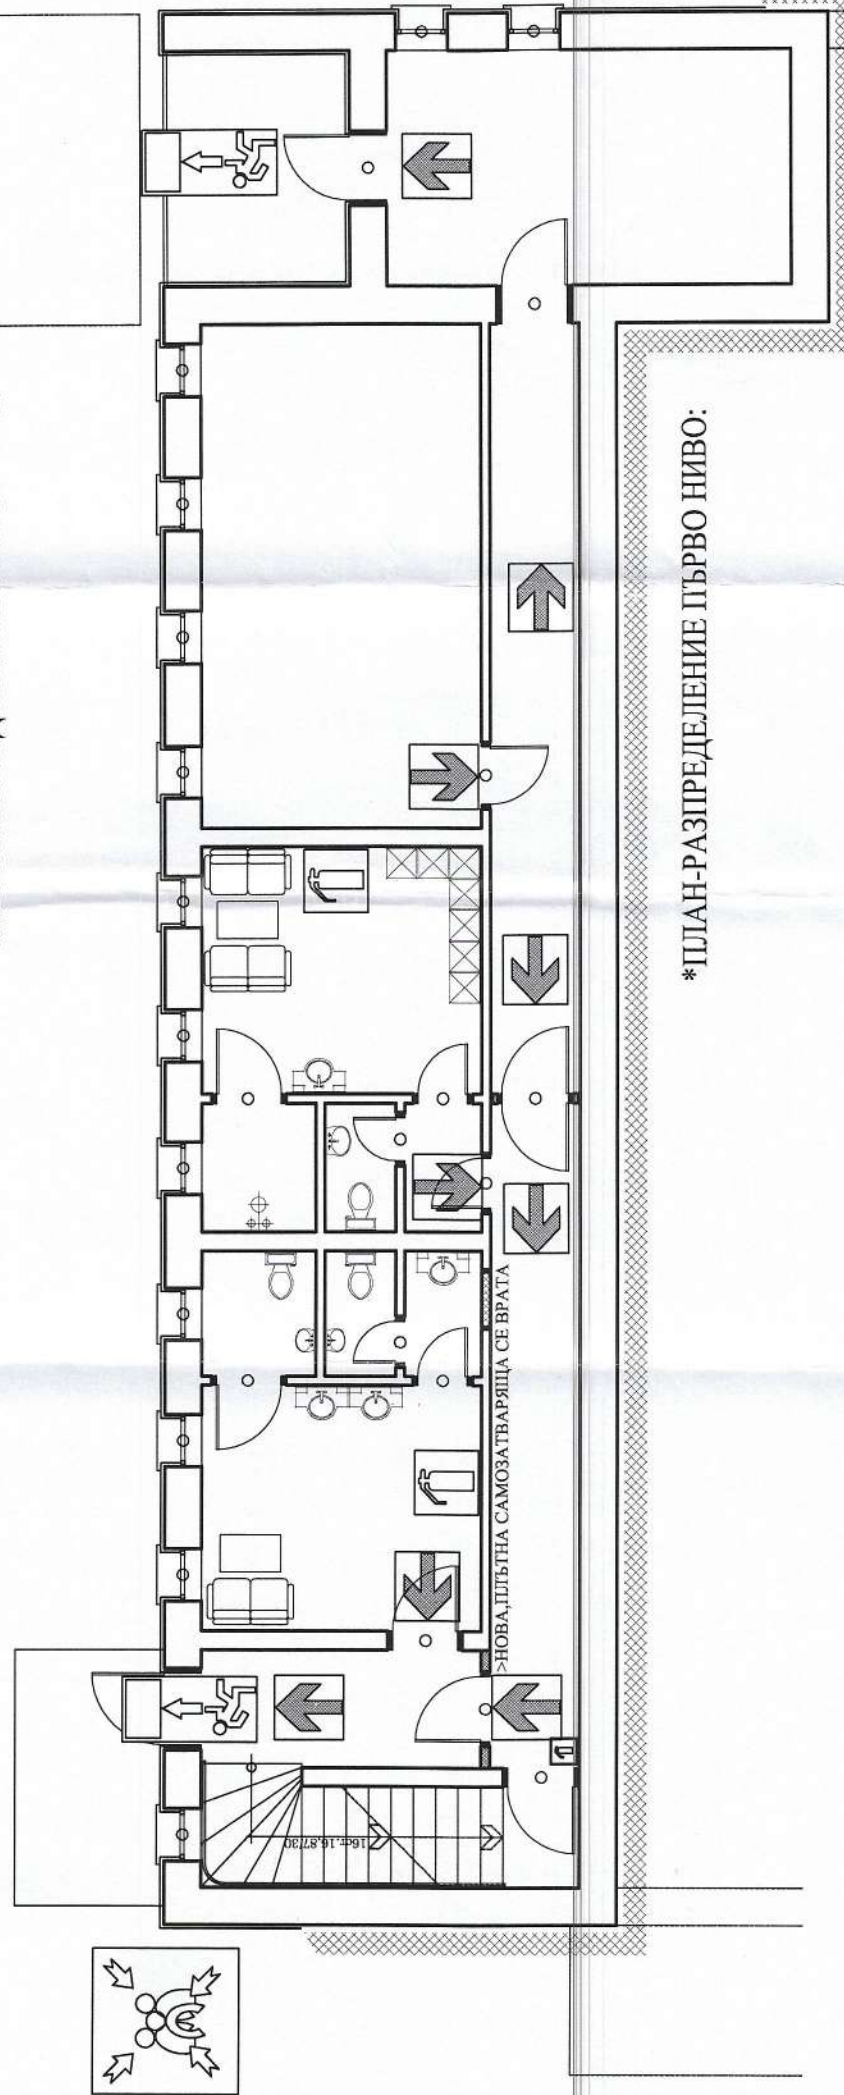 *ПЛАН-РАЗПРЕДЕЛЕНИЕ ПЪРВО НИВО:
>НОВА,ПЛЪТНА САМОЗАТВАРЯЩА СЕ ВРАТА
16ст.16,87/30